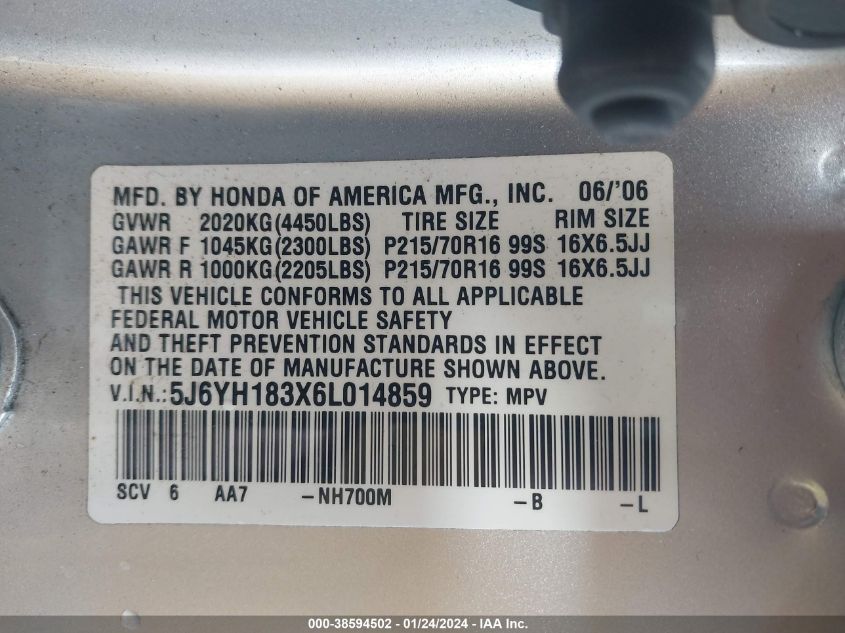 MFD. BY HONDA OF AMERICA MFG., INC. 06/'06
GVWR 2020KG(4450LBS) TIRE SIZE RIM SIZE
GAWR F 1045KG(2300LBS) P215/70R16 99S 16X6.5JJ
GAWR R 1000KG(2205LBS) P215/70R16 99S 16X6.5JJ
THIS VEHICLE CONFORMS TO ALL APPLICABLE
FEDERAL MOTOR VEHICLE SAFETY
AND THEFT PREVENTION STANDARDS IN EFFECT
ON THE DATE OF MANUFACTURE SHOWN ABOVE.
V.I.N.:5J6YH183X6L014859 TYPE: MPV
SCV 6 AA7 -NH700M -B -L
000-38594502 - 01/24/2024 - IAA Inc.